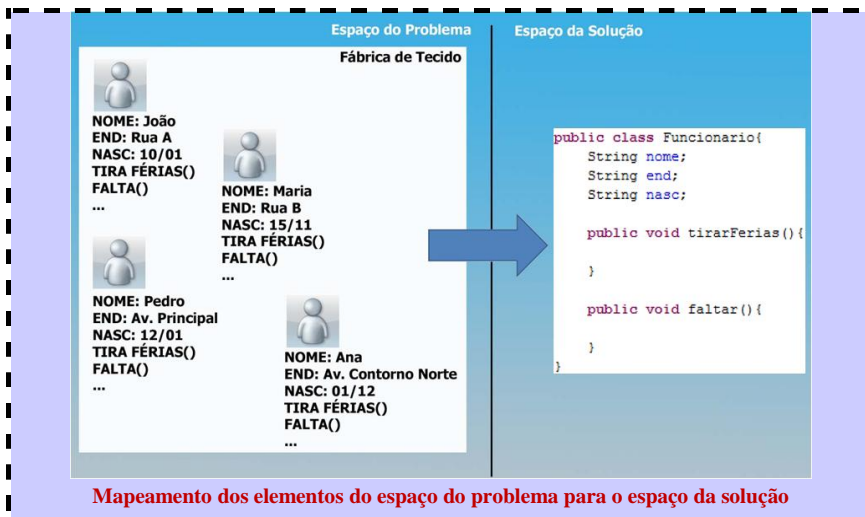 Espaço do Problema
Espaço da Solução
Fábrica de Tecido
NOME: João
END: Rua A
NASC: 10/01
TIRA FÉRIAS()
FALTA()
...
NOME: Maria
END: Rua B
NASC: 15/11
TIRA FÉRIAS()
FALTA()
...
NOME: Pedro
END: Av. Principal
NASC: 12/01
TIRA FÉRIAS()
FALTA()
...
NOME: Ana
END: Av. Contorno Norte
NASC: 01/12
TIRA FÉRIAS()
FALTA()
...
public class Funcionario{
String nome;
String end;
String nasc;
public void tirarFerias(){
}
public void faltar(){
}
}
Mapeamento dos elementos do espaço do problema para o espaço da solução